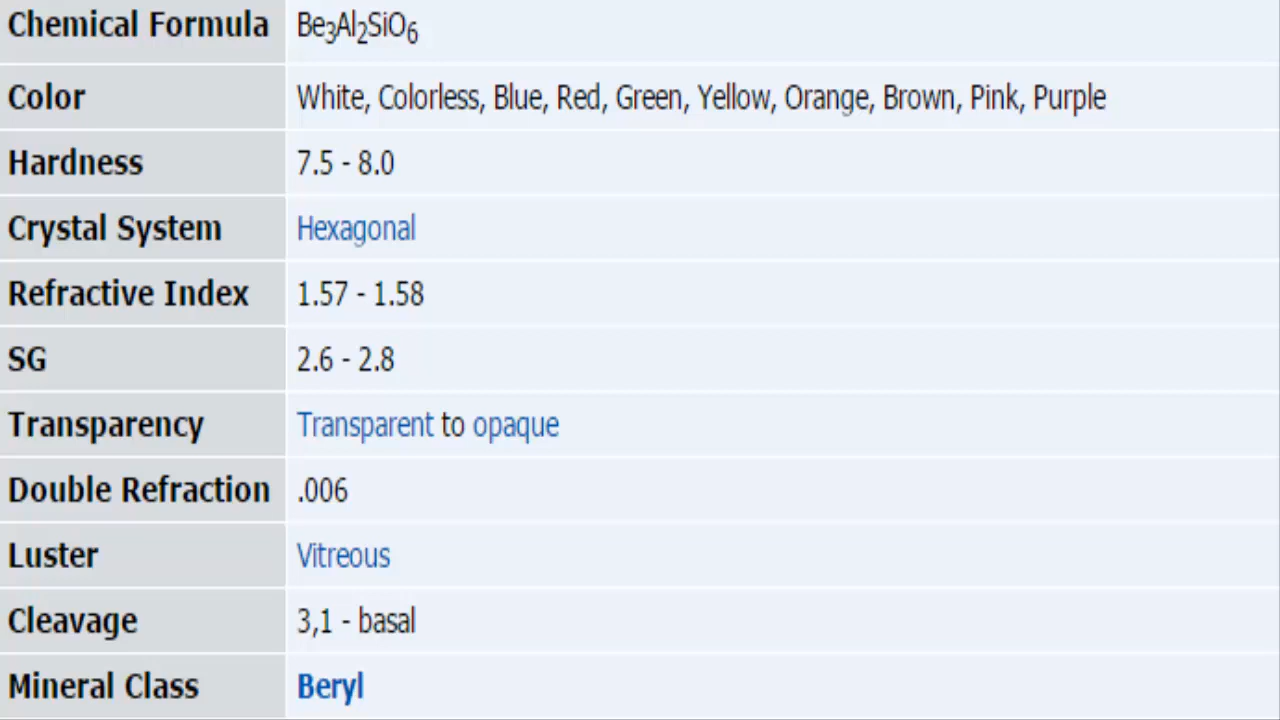 Chemical Formula Be₃Al₂SiO₆
Color White, Colorless, Blue, Red, Green, Yellow, Orange, Brown, Pink, Purple
Hardness 7.5 - 8.0
Crystal System Hexagonal
Refractive Index 1.57 - 1.58
SG 2.6 - 2.8
Transparency Transparent to opaque
Double Refraction .006
Luster Vitreous
Cleavage 3,1 - basal
Mineral Class Beryl